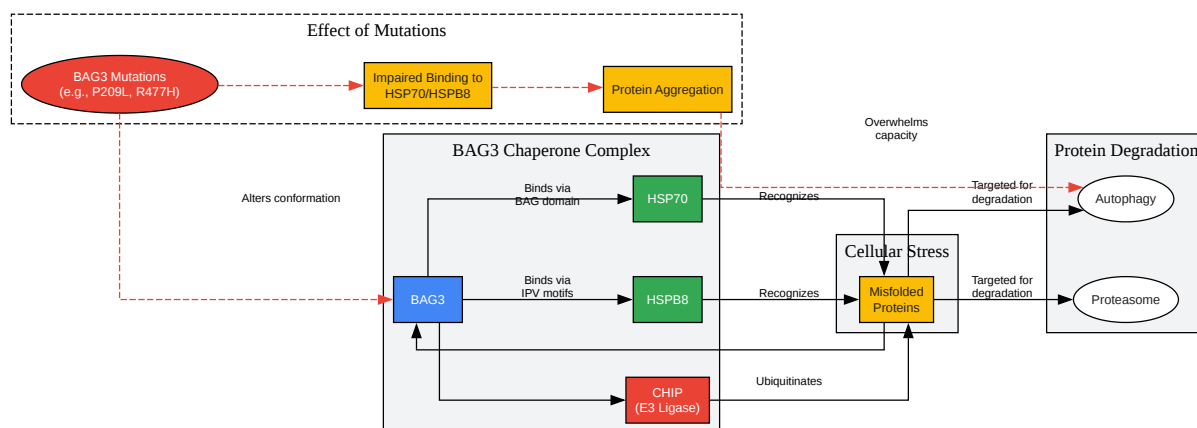 Effect of Mutations
BAG3 Mutations
(e.g., P209L, R477H)
Impaired Binding to
HSP70/HSPB8
Protein Aggregation
Overwhelms
capacity
BAG3 Chaperone Complex
Protein Degradation
Alters conformation
Binds via
BAG domain
HSP70
Recognizes
Targeted for
degradation
Autophagy
Cellular Stress
BAG3
Binds via
IPV motifs
HSPB8
Recognizes
Misfolded
Proteins
Targeted for
degradation
Proteasome
CHIP
(E3 Ligase)
Ubiquitinates